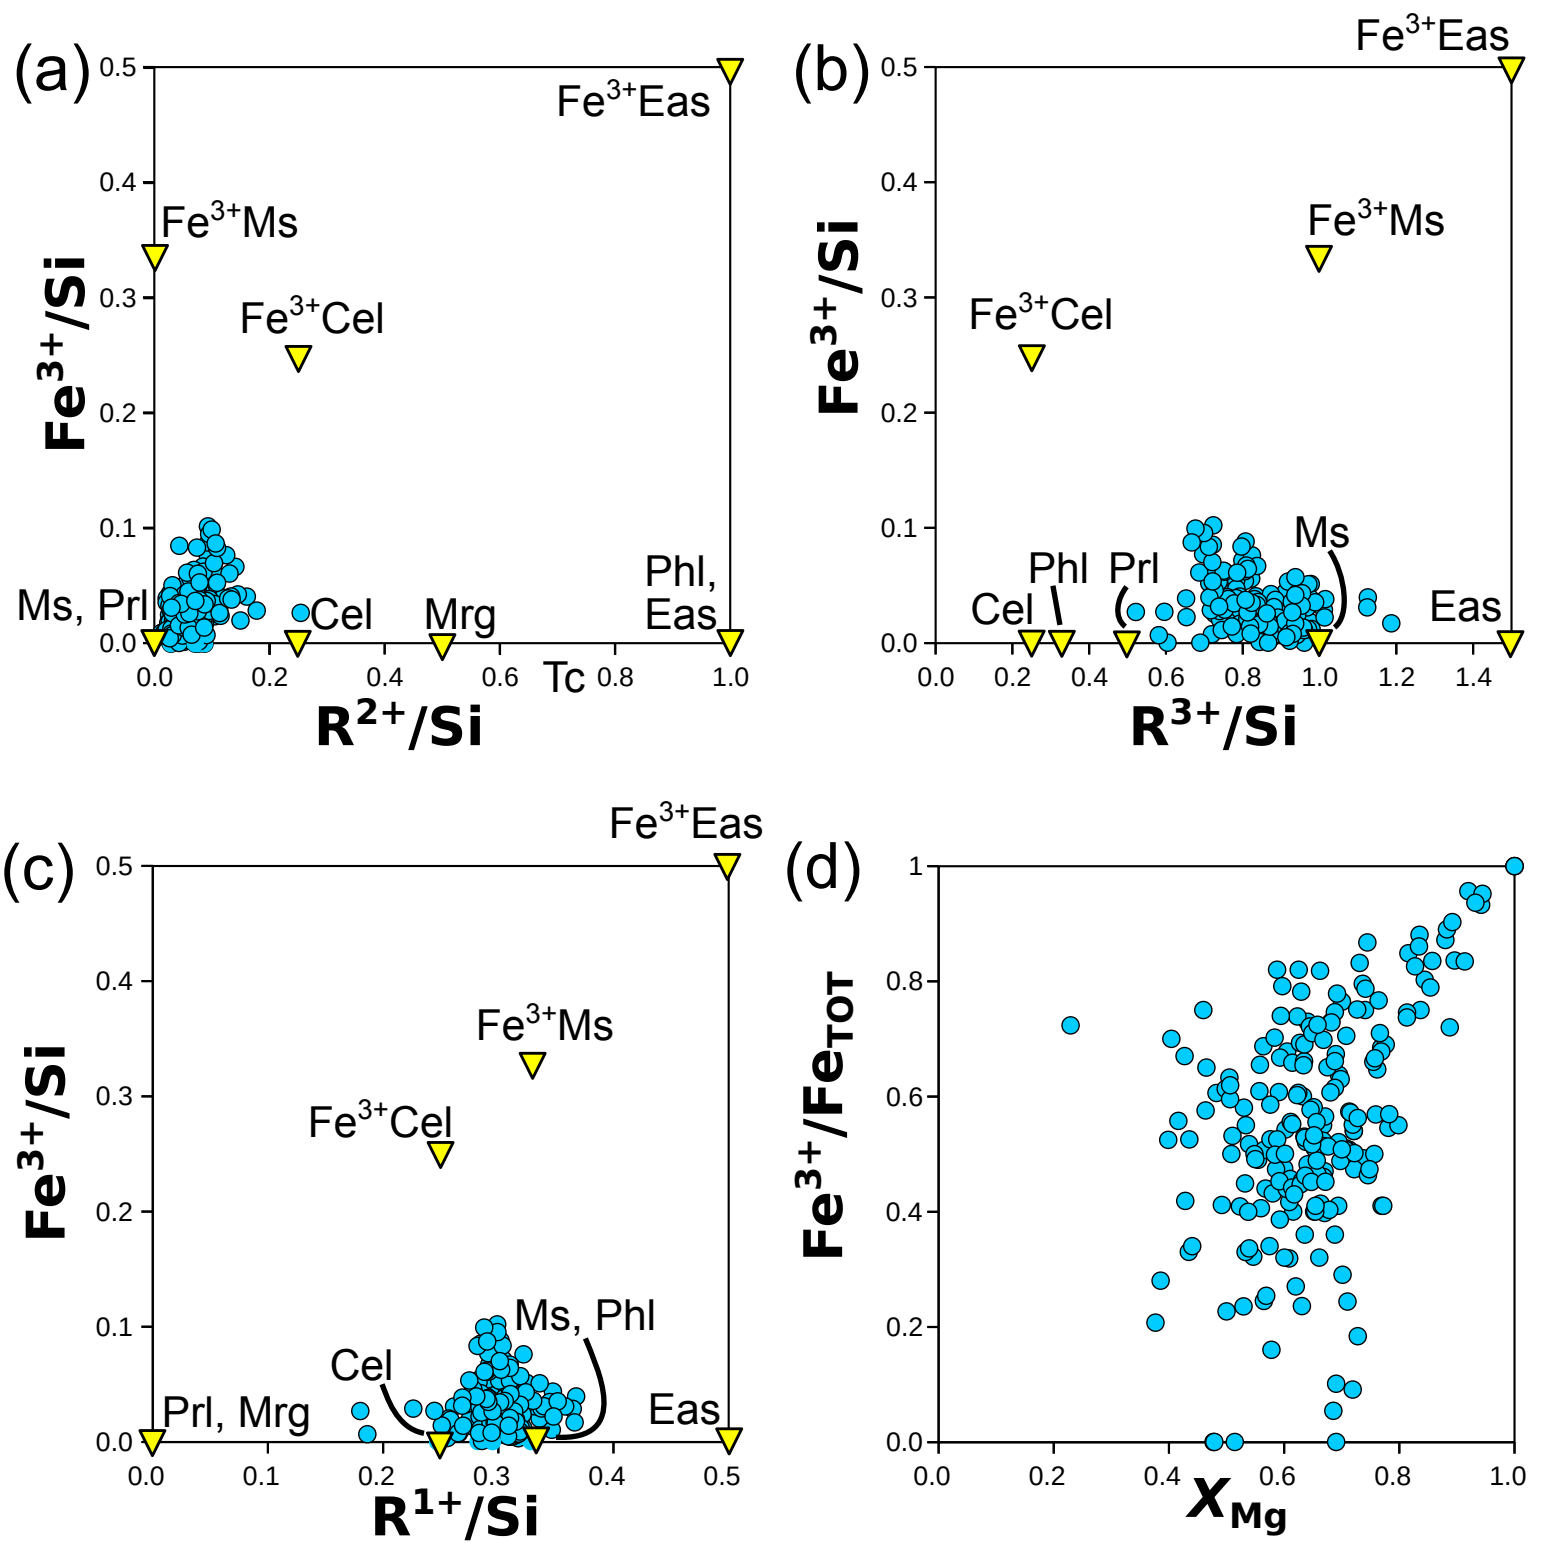 (a)
0.5
0.4
0.3
0.2
0.1
0.0
Fe³⁺/Si
Fe³⁺Eas
Fe³⁺Ms
Fe³⁺Cel
Ms, Prl
Cel
Mrg
Phl,
Eas
Tc
0.0 0.2 0.4 0.6 0.8 1.0
R²⁺/Si
(b)
0.5
0.4
0.3
0.2
0.1
0.0
Fe³⁺/Si
Fe³⁺Eas
Fe³⁺Ms
Fe³⁺Cel
Ms
Phl
Prl
Cel
Eas
0.0 0.2 0.4 0.6 0.8 1.0 1.2 1.4
R³⁺/Si
(c)
0.5
0.4
0.3
0.2
0.1
0.0
Fe³⁺/Si
Fe³⁺Eas
Fe³⁺Ms
Fe³⁺Cel
Ms, Phl
Cel
Prl, Mrg
Eas
0.0 0.1 0.2 0.3 0.4 0.5
R¹⁺/Si
(d)
1
0.8
0.6
0.4
0.2
0.0
Fe³⁺/Fe_TOT
0.0 0.2 0.4 0.6 0.8 1.0
X_Mg